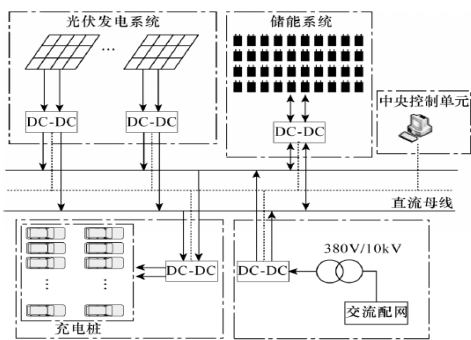 光伏发电系统
储能系统
...
DC-DC
DC-DC
DC-DC
中央控制单元
直流母线
DC-DC
充电桩
380V/10kV
DC-DC
交流配网